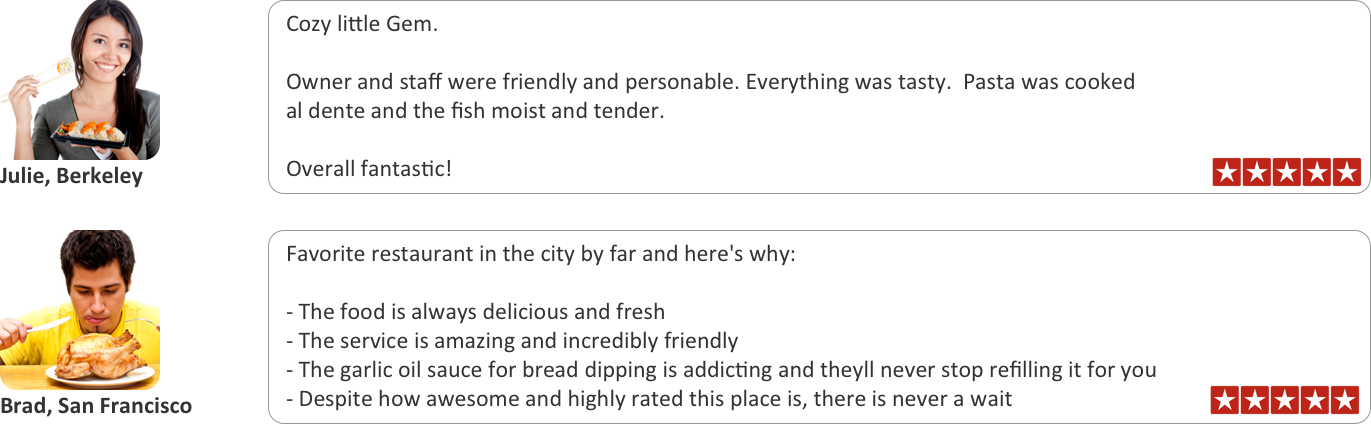 Cozy little Gem.
Owner and staff were friendly and personable. Everything was tasty.  Pasta was cooked
al dente and the fish moist and tender.
Overall fantastic!
Julie, Berkeley
Favorite restaurant in the city by far and here's why:
- The food is always delicious and fresh
- The service is amazing and incredibly friendly
- The garlic oil sauce for bread dipping is addicting and theyll never stop refilling it for you
- Despite how awesome and highly rated this place is, there is never a wait
Brad, San Francisco